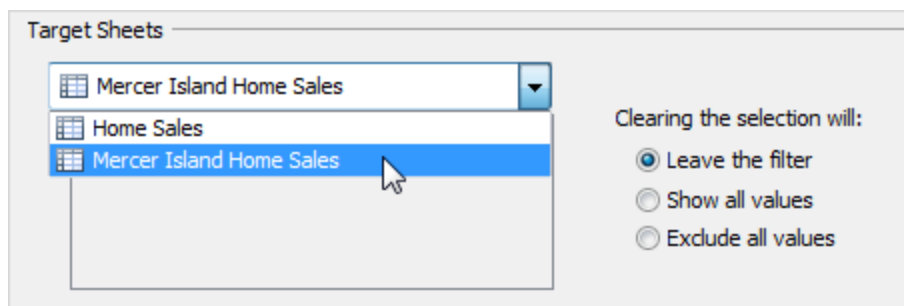 Target Sheets
Mercer Island Home Sales
Home Sales
Mercer Island Home Sales
Clearing the selection will:
Leave the filter
Show all values
Exclude all values